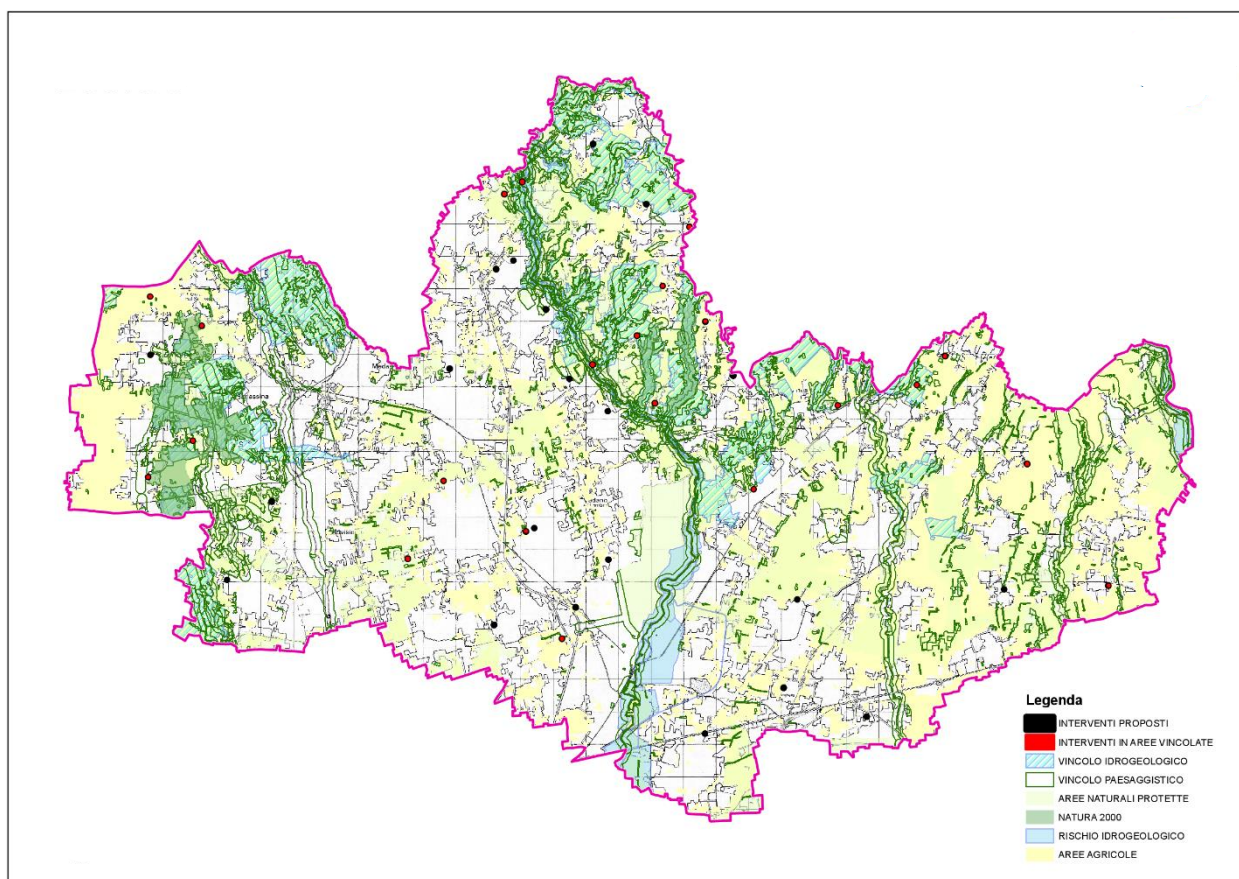 Legenda
INTERVENTI PROPOSTI
INTERVENTI IN AREE VINCOLATE
VINCOLO IDROGEOLOGICO
VINCOLO PAESAGGISTICO
AREE NATURALI PROTETTE
NATURA 2000
RISCHIO IDROGEOLOGICO
AREE AGRICOLE